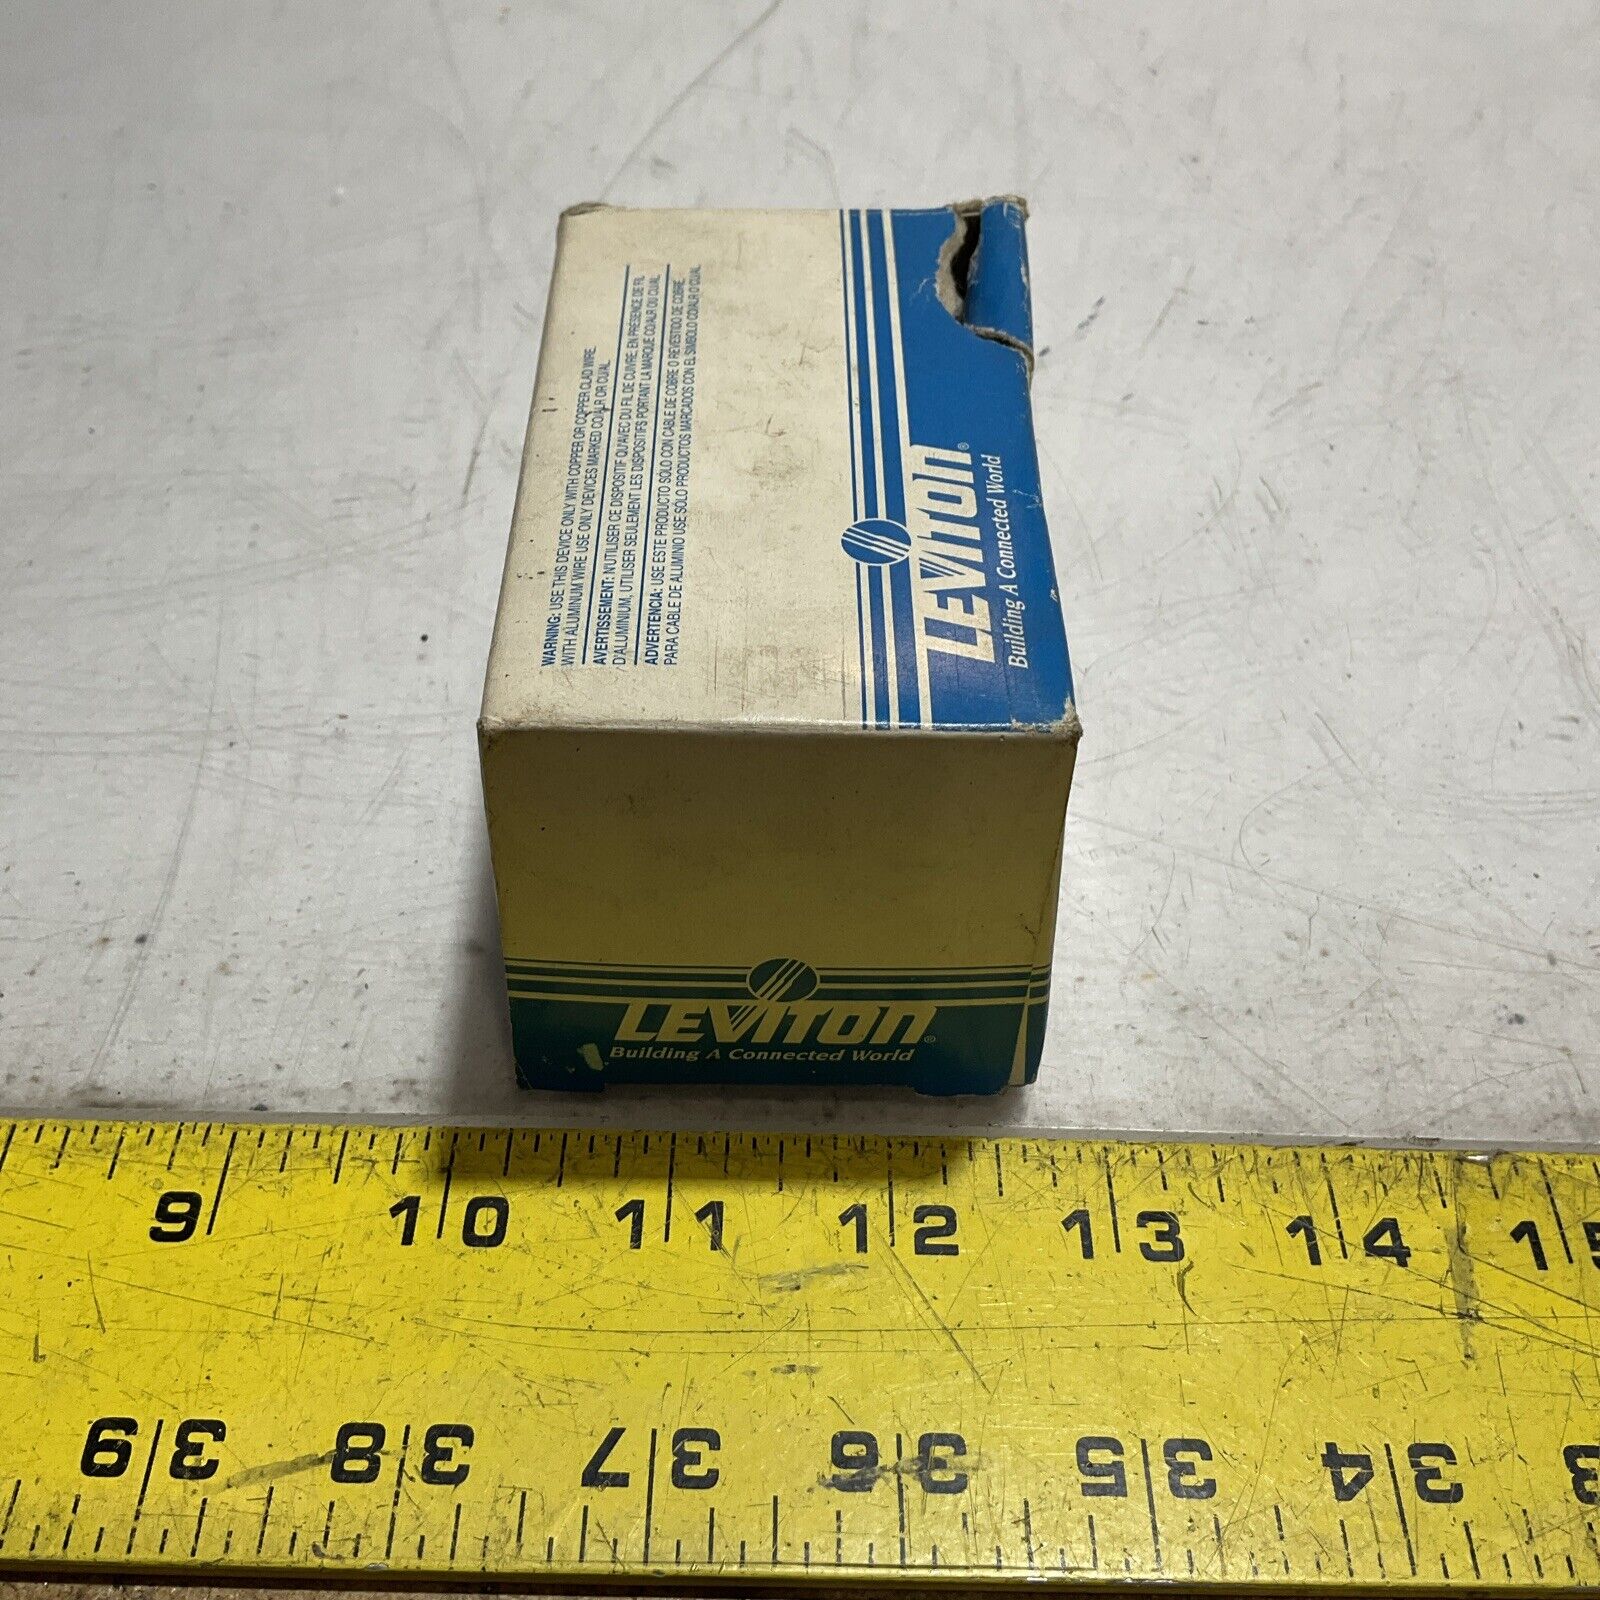 WARNING: USE THIS DEVICE ONLY WITH COPPER OR COPPER CLAD WIRE.
WITH ALUMINUM WIRE USE ONLY DEVICES MARKED CO/ALR OR CU/AL
AVERTISSEMENT: N'UTILISER CE DISPOSITIF QU'AVEC DU FIL DE CUIVRE. EN PRÉSENCE DE FIL
D'ALUMINIUM, UTILISER SEULEMENT LES DISPOSITIFS PORTANT LA MARQUE CO/ALR OU CU/AL
ADVERTENCIA: USE ESTE PRODUCTO SOLO CON CABLE DE COBRE O REVESTIDO DE COBRE.
PARA CABLE DE ALUMINIO USE SOLO PRODUCTOS MARCADOS CON EL SIMBOLO CO/ALR O CU/AL
LEVITON®
Building A Connected World
LEVITON®
Building A Connected World
9 10 11 12 13 14 15
39 38 37 36 35 34 3